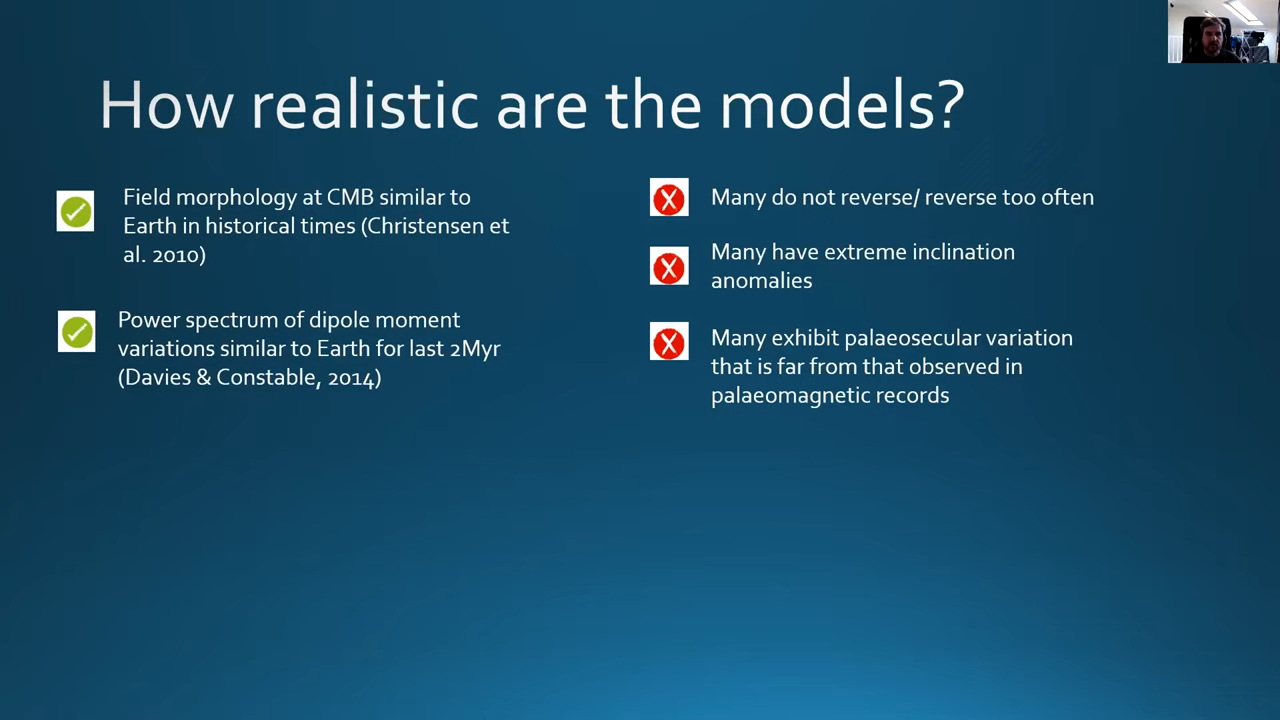 How realistic are the models?
Field morphology at CMB similar to
Earth in historical times (Christensen et
al. 2010)
Power spectrum of dipole moment
variations similar to Earth for last 2Myr
(Davies & Constable, 2014)
Many do not reverse/ reverse too often
Many have extreme inclination
anomalies
Many exhibit palaeosecular variation
that is far from that observed in
palaeomagnetic records